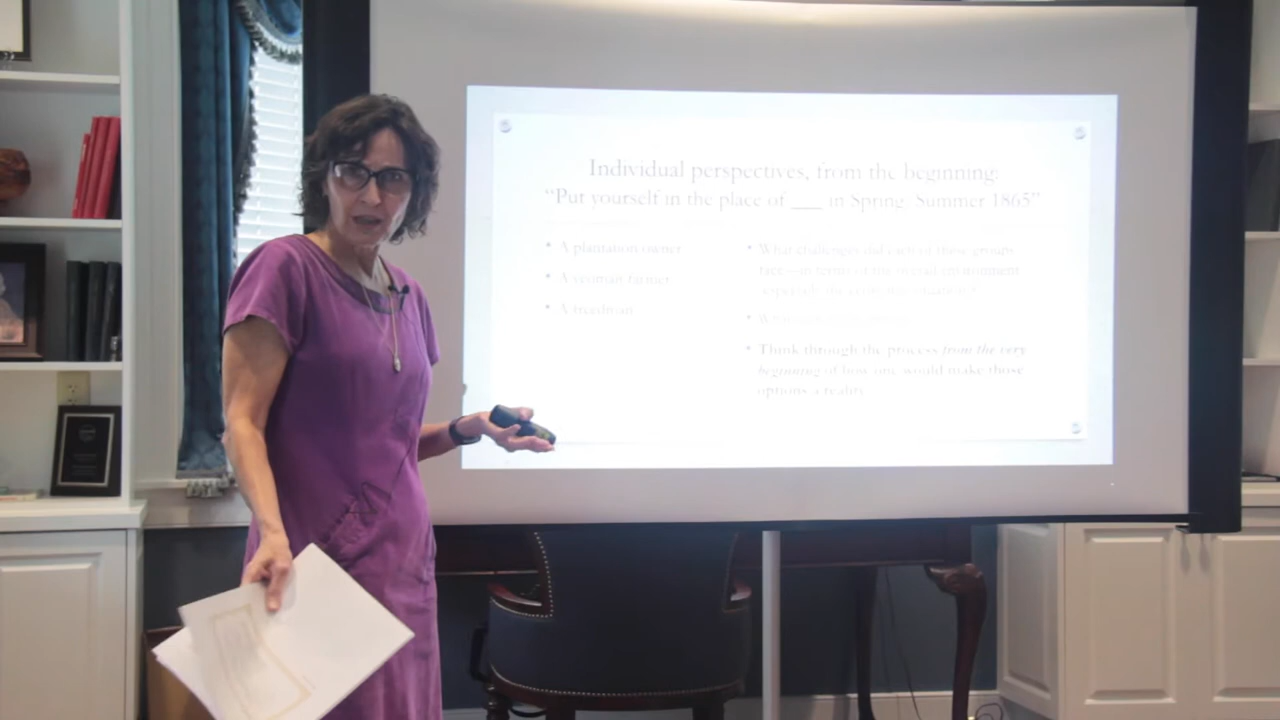 Individual perspectives, from the beginning:
“Put yourself in the place of ___ in Spring, Summer 1865”
• A plantation owner
• A yeoman farmer
• A freedman
• What challenges did each of these groups
face—in terms of the overall environment
especially the economic situation?
• Think through the process from the very
beginning of how one would make those
options a reality